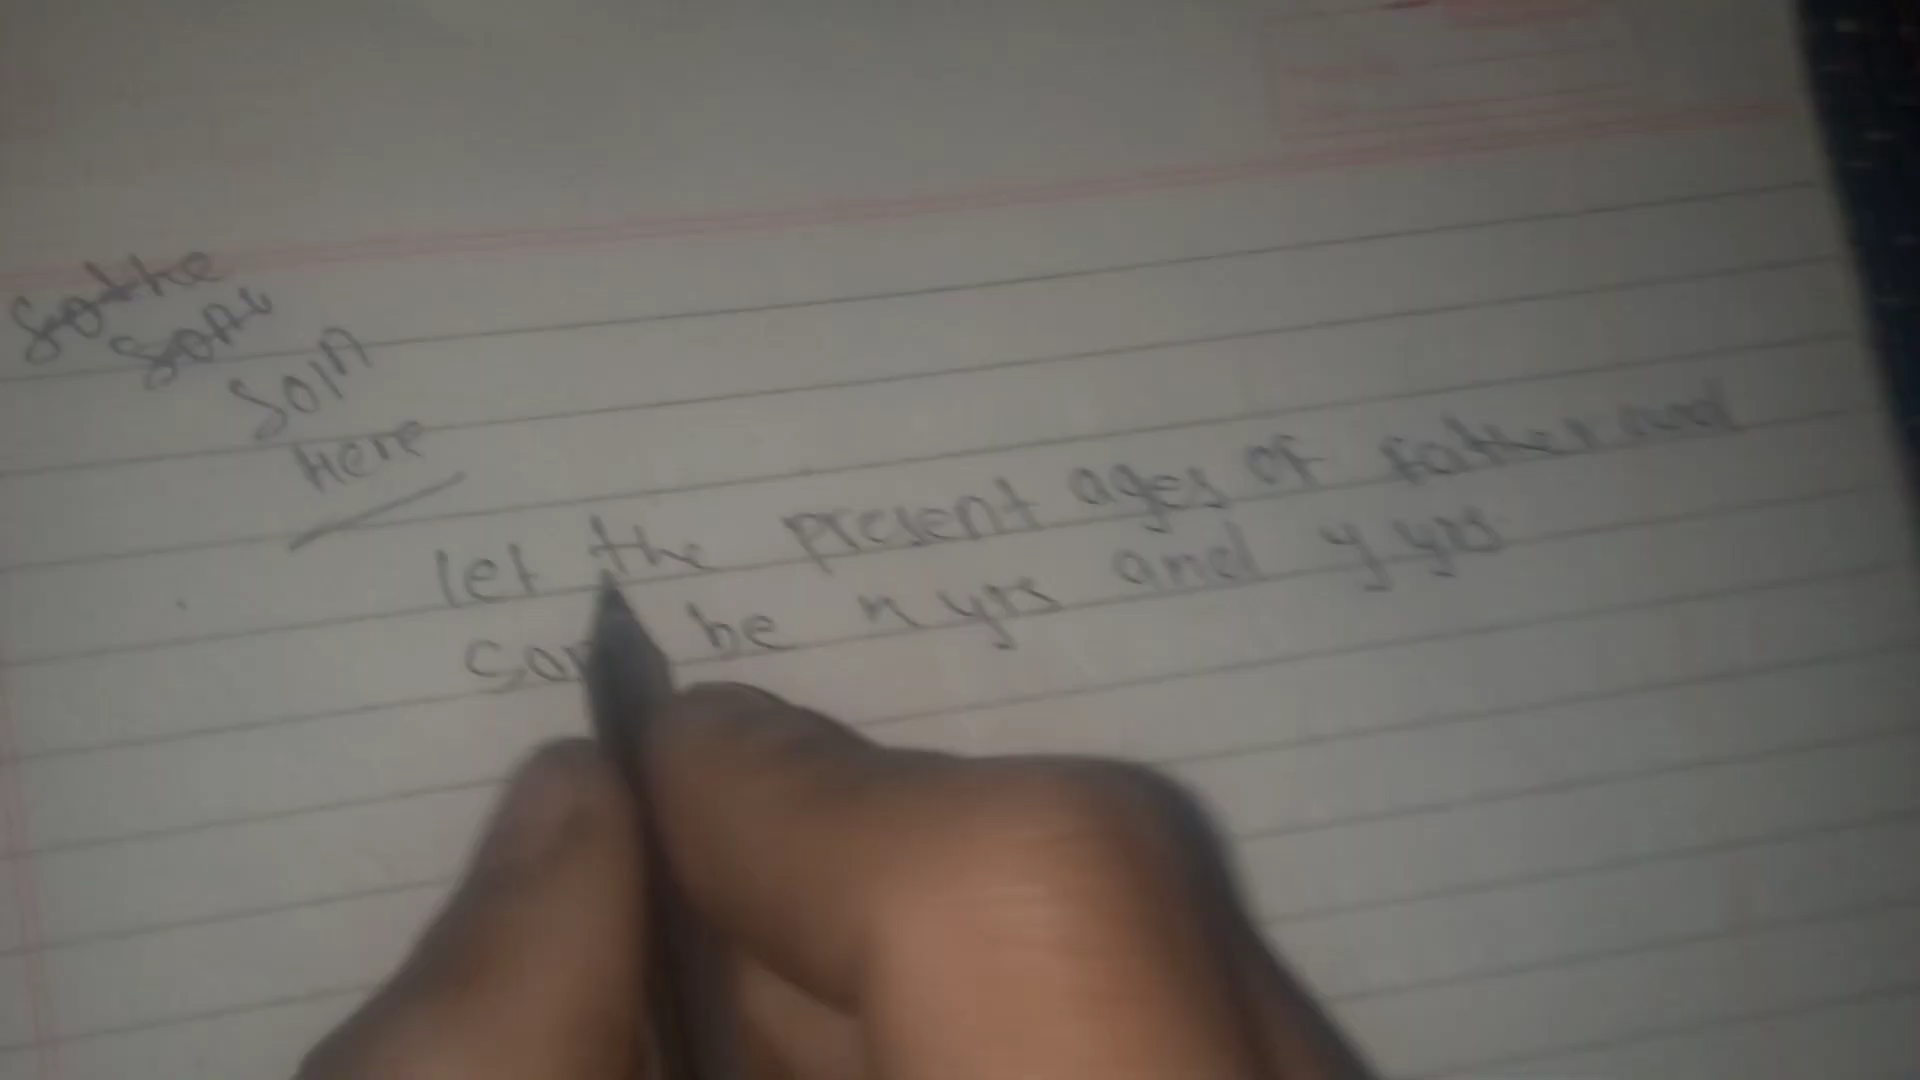 Soln
Here
let the present ages of father and
son be x yrs and y yrs